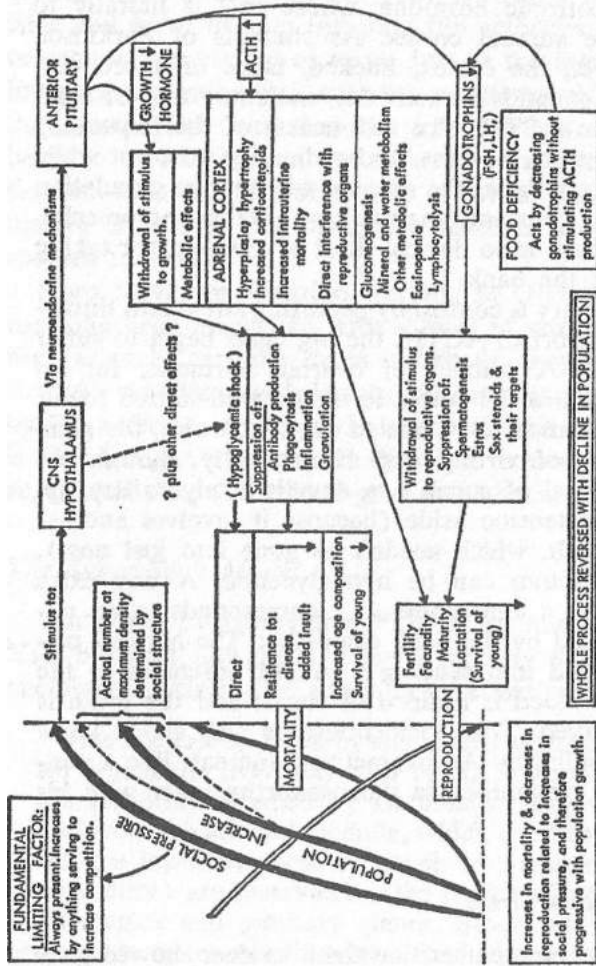 FUNDAMENTAL
LIMITING FACTOR:
Always present. Increases
by anything serving to
increase competition.
SOCIAL PRESSURE
POPULATION
INCREASE
Increases in mortality & decreases in
reproduction related to increases in
social pressure, and therefore
progressive with population growth.
Stimulus to:
Actual number at
maximum density
determined by
social structure
MORTALITY
REPRODUCTION
Direct
Resistance to:
disease
added insult
Increased age composition
Survival of young
Fertility
Fecundity
Maturity
Lactation
(Survival of
young)
CNS
HYPOTHALAMUS
Via neuroendocrine mechanisms
? plus other direct effects ?
(Hypoglycemic shock)
Suppression of:
Antibody production
Phagocytosis
Inflammation
Granulation
Withdrawal of stimulus
to reproductive organs.
Suppression of:
Spermatogenesis
Estrus
Sex steroids &
their targets
ANTERIOR
PITUITARY
GROWTH
HORMONE
Withdrawal of stimulus
to growth.
Metabolic effects
ACTH
ADRENAL CORTEX
Hyperplasia, hypertrophy
Increased corticosteroids
Increased Intrauterine
mortality
Direct interference with
reproductive organs
Gluconeogenesis
Mineral and water metabolism
Other metabolic effects
Eosinopenia
Lymphocytolysis
GONADOTROPHINS
(FSH, LH, )
FOOD DEFICIENCY
Acts by decreasing
gonadotrophins without
stimulating ACTH
production
WHOLE PROCESS REVERSED WITH DECLINE IN POPULATION